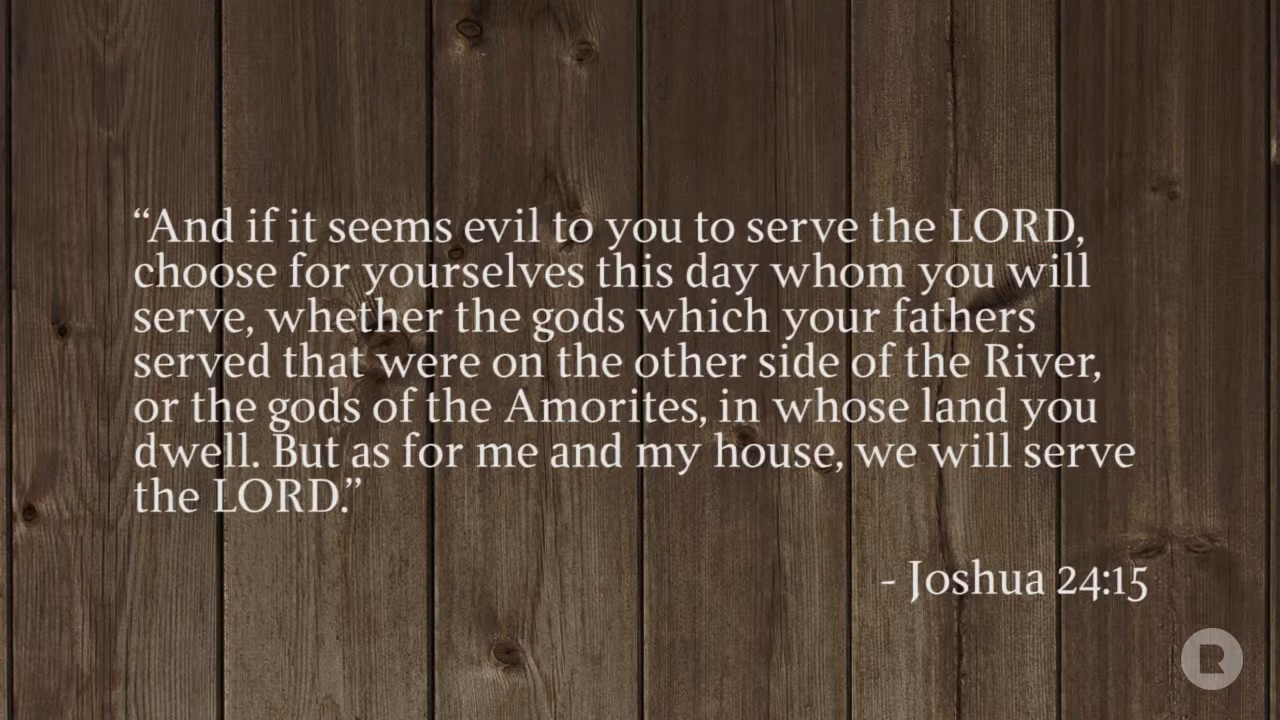 “And if it seems evil to you to serve the LORD,
choose for yourselves this day whom you will
serve, whether the gods which your fathers
served that were on the other side of the River,
or the gods of the Amorites, in whose land you
dwell. But as for me and my house, we will serve
the LORD.”
- Joshua 24:15
R